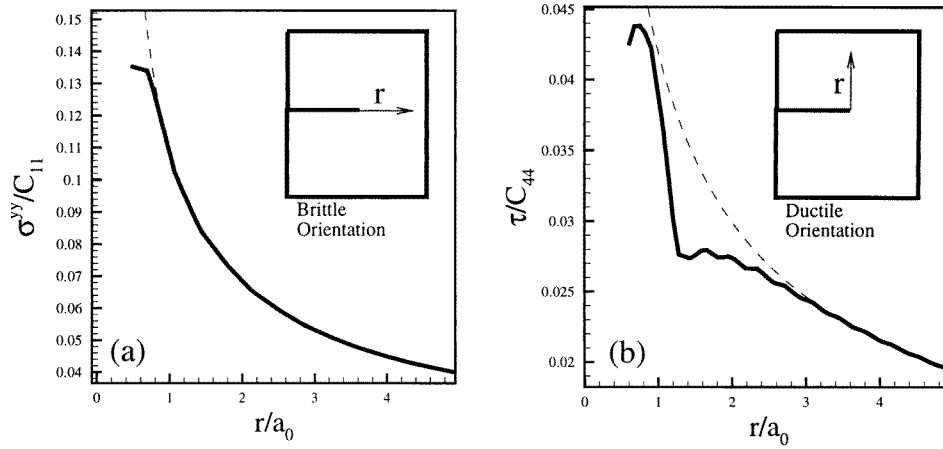 0.15
0.14
0.13
0.12
0.11
0.1
0.09
0.08
0.07
0.06
0.05
0.04
σ^yy/C_11
r
Brittle
Orientation
(a)
0 1 2 3 4
r/a_0
0.045
0.04
0.035
0.03
0.025
0.02
τ/C_44
r
Ductile
Orientation
(b)
0 1 2 3 4
r/a_0